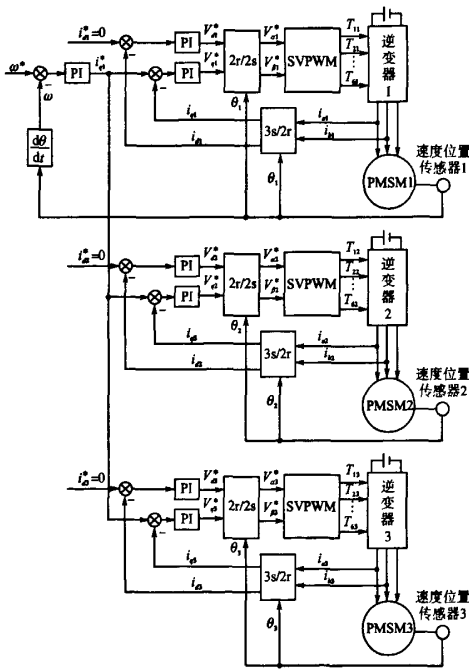 i*d1=0
PI
V*d1
2r/2s
V*α1
SVPWM
T11
T21
T61
逆变器1
ω*
PI
i*q1
PI
V*q1
V*β1
ω
dθ/dt
θ1
iq1
id1
3s/2r
ia1
ib1
θ1
PMSM1
速度位置
传感器1
i*d2=0
PI
V*d2
2r/2s
V*α2
SVPWM
T12
T22
T62
逆变器2
PI
V*q2
V*β2
θ2
iq2
id2
3s/2r
ia2
ib2
θ2
PMSM2
速度位置
传感器2
i*d3=0
PI
V*d3
2r/2s
V*α3
SVPWM
T13
T23
T63
逆变器3
PI
V*q3
V*β3
θ3
iq3
id3
3s/2r
ia3
ib3
θ3
PMSM3
速度位置
传感器3